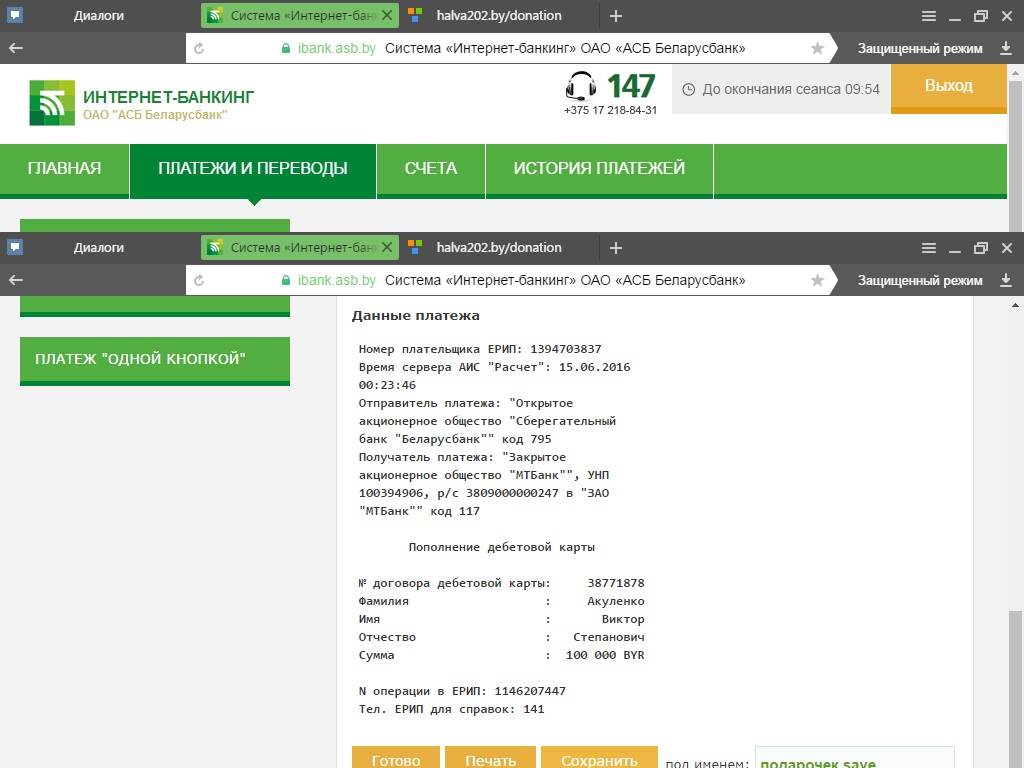 Диалоги
Система «Интернет-банк
halva202.by/donation
ibank.asb.by Система «Интернет-банкинг» ОАО «АСБ Беларусбанк»
Защищенный режим
ИНТЕРНЕТ-БАНКИНГ
ОАО "АСБ Беларусбанк"
147
+375 17 218-84-31
До окончания сеанса 09:54
Выход
ГЛАВНАЯ
ПЛАТЕЖИ И ПЕРЕВОДЫ
СЧЕТА
ИСТОРИЯ ПЛАТЕЖЕЙ
Диалоги
Система «Интернет-банк
halva202.by/donation
ibank.asb.by Система «Интернет-банкинг» ОАО «АСБ Беларусбанк»
Защищенный режим
ПЛАТЕЖ "ОДНОЙ КНОПКОЙ"
Данные платежа
Номер плательщика ЕРИП: 1394703837
Время сервера АИС "Расчет": 15.06.2016
00:23:46
Отправитель платежа: "Открытое
акционерное общество "Сберегательный
банк "Беларусбанк"" код 795
Получатель платежа: "Закрытое
акционерное общество "МТБанк"", УНП
100394906, р/с 3809000000247 в "ЗАО
"МТБанк"" код 117
Пополнение дебетовой карты
№ договора дебетовой карты: 38771878
Фамилия : Акуленко
Имя : Виктор
Отчество : Степанович
Сумма : 100 000 BYR
N операции в ЕРИП: 1146207447
Тел. ЕРИП для справок: 141
Готово
Печать
Сохранить
под именем:
подарочек save